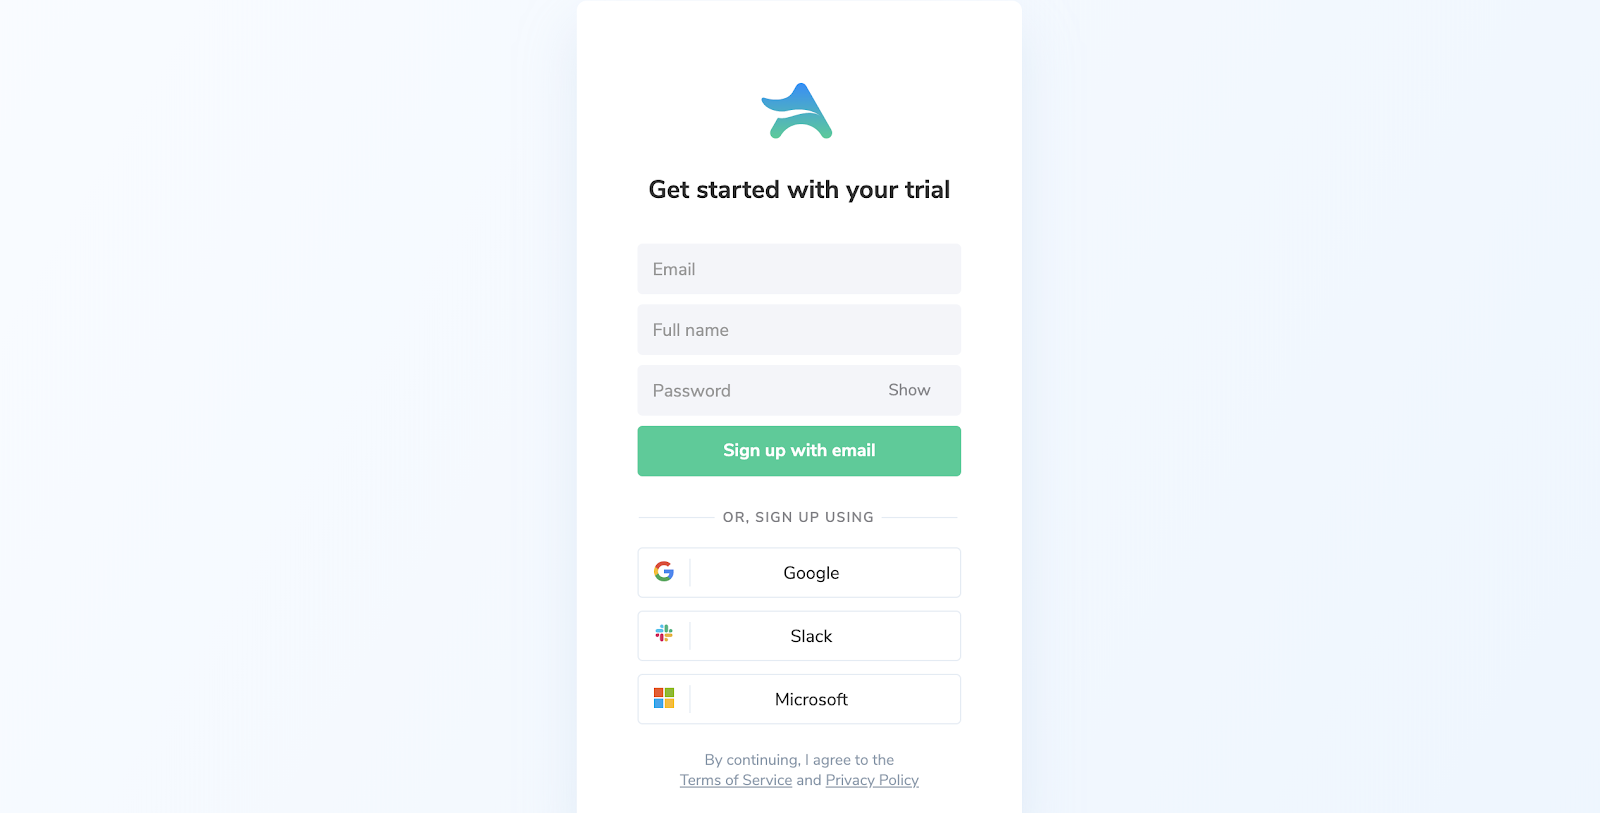 Get started with your trial
Email
Full name
Password Show
Sign up with email
OR, SIGN UP USING
Google
Slack
Microsoft
By continuing, I agree to the
Terms of Service and Privacy Policy